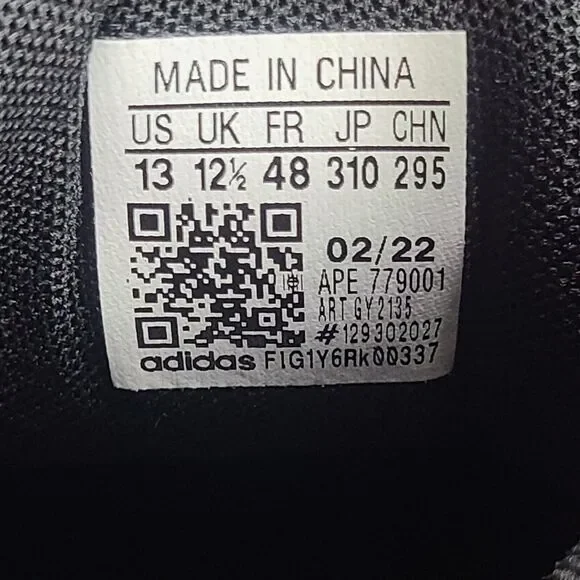 MADE IN CHINA
US UK FR JP CHN
13 12½ 48 310 295
02/22
APE 779001
ART GY2135
#129302027
adidas FIG1Y6RK00337